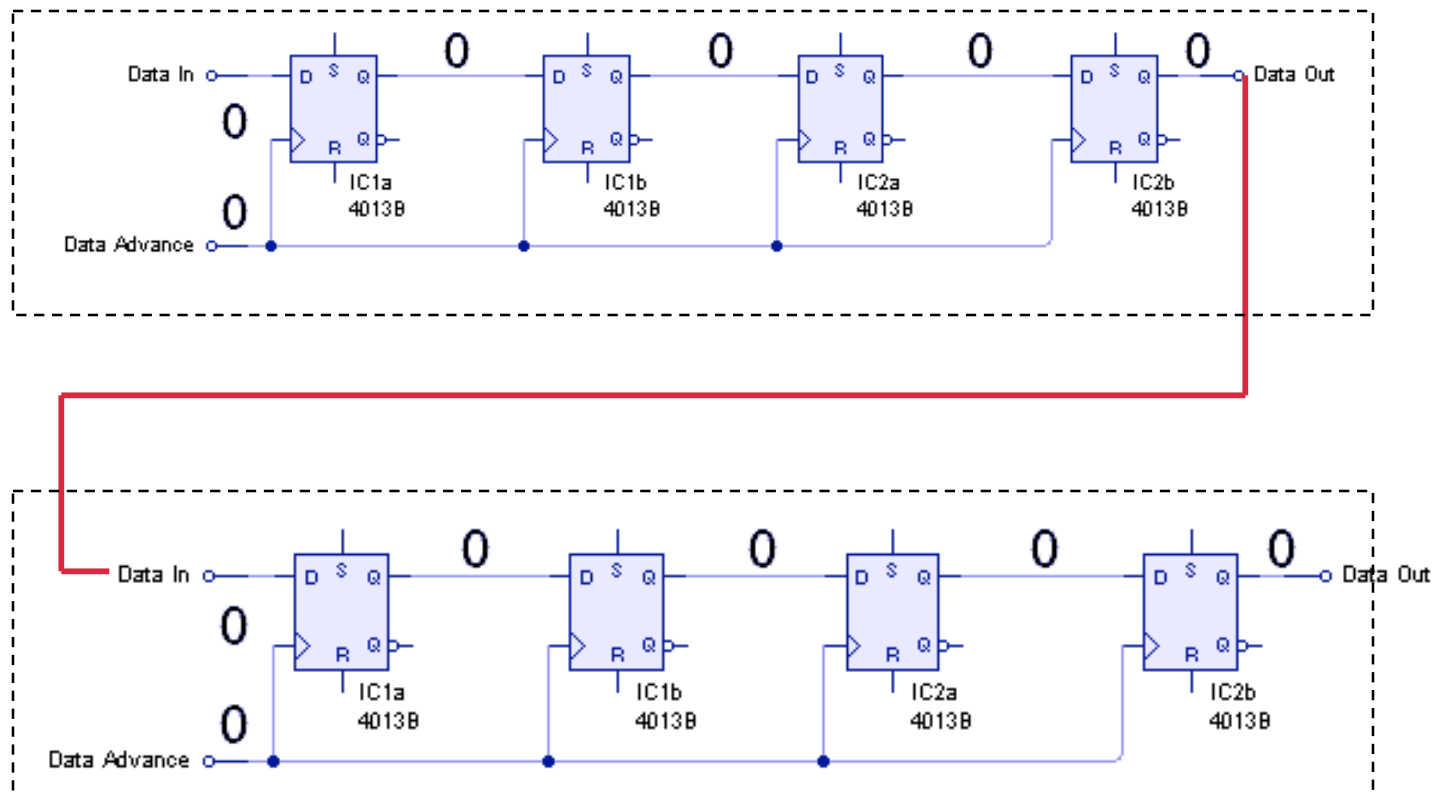 0 0 0 0
Data In D S Q D S Q D S Q D S Q Data Out
0
R Q R Q R Q R Q
IC1a IC1b IC2a IC2b
4013B 4013B 4013B 4013B
0
Data Advance
0 0 0 0
Data In D S Q D S Q D S Q D S Q Data Out
0
R Q R Q R Q R Q
IC1a IC1b IC2a IC2b
4013B 4013B 4013B 4013B
0
Data Advance